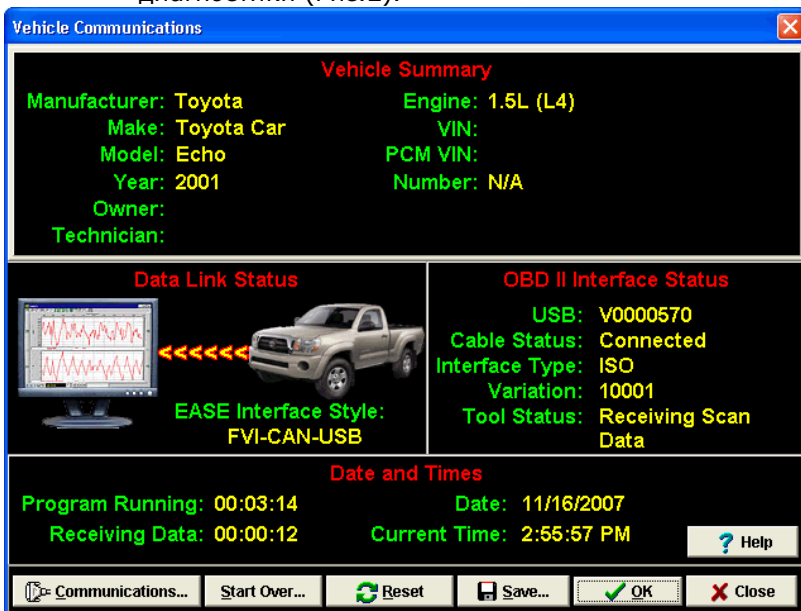 диагностики (Рис.2).
Vehicle Communications
Vehicle Summary
Manufacturer: Toyota
Engine: 1.5L (L4)
Make: Toyota Car
VIN:
Model: Echo
PCM VIN:
Year: 2001
Number: N/A
Owner:
Technician:
Data Link Status
<<<<<<
EASE Interface Style:
FVI-CAN-USB
OBD II Interface Status
USB: V0000570
Cable Status: Connected
Interface Type: ISO
Variation: 10001
Tool Status: Receiving Scan
Data
Date and Times
Program Running: 00:03:14
Date: 11/16/2007
Receiving Data: 00:00:12
Current Time: 2:55:57 PM
? Help
Communications...
Start Over...
Reset
Save...
OK
Close